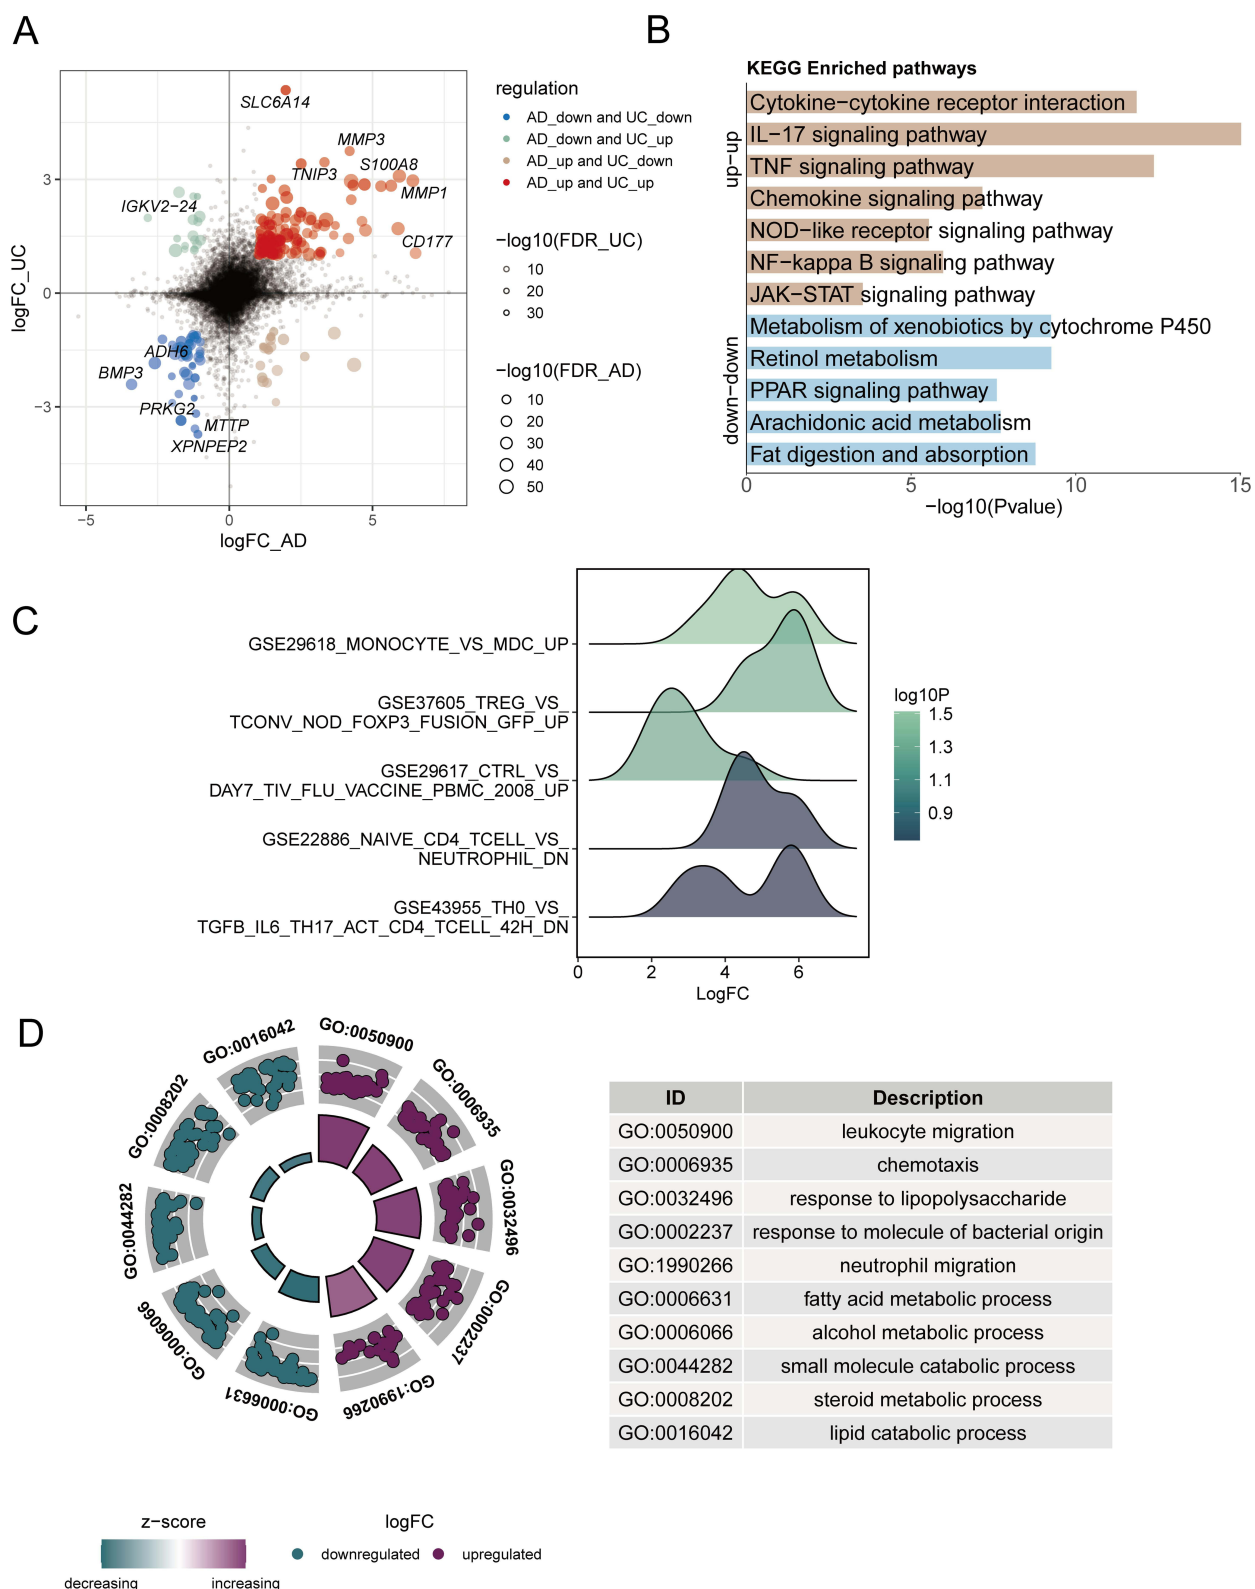 A
SLC6A14
MMP3
S100A8
TNIP3
MMP1
IGKV2−24
CD177
ADH6
BMP3
PRKG2
MTTP
XPNPEP2
3
0
−3
−5
0
5
logFC_UC
logFC_AD
regulation
AD_down and UC_down
AD_down and UC_up
AD_up and UC_down
AD_up and UC_up
−log10(FDR_UC)
10
20
30
−log10(FDR_AD)
10
20
30
40
50
B
KEGG Enriched pathways
up−up
Cytokine−cytokine receptor interaction
IL−17 signaling pathway
TNF signaling pathway
Chemokine signaling pathway
NOD−like receptor signaling pathway
NF−kappa B signaling pathway
JAK−STAT signaling pathway
down−down
Metabolism of xenobiotics by cytochrome P450
Retinol metabolism
PPAR signaling pathway
Arachidonic acid metabolism
Fat digestion and absorption
0
5
10
15
−log10(Pvalue)
C
GSE29618_MONOCYTE_VS_MDC_UP
GSE37605_TREG_VS_
TCONV_NOD_FOXP3_FUSION_GFP_UP
GSE29617_CTRL_VS_
DAY7_TIV_FLU_VACCINE_PBMC_2008_UP
GSE22886_NAIVE_CD4_TCELL_VS_
NEUTROPHIL_DN
GSE43955_TH0_VS_
TGFB_IL6_TH17_ACT_CD4_TCELL_42H_DN
0
2
4
6
LogFC
log10P
1.5
1.3
1.1
0.9
D
GO:0050900
GO:0006935
GO:0032496
GO:0002237
GO:1990266
GO:0006631
GO:0006066
GO:0044282
GO:0008202
GO:0016042
ID Description
GO:0050900 leukocyte migration
GO:0006935 chemotaxis
GO:0032496 response to lipopolysaccharide
GO:0002237 response to molecule of bacterial origin
GO:1990266 neutrophil migration
GO:0006631 fatty acid metabolic process
GO:0006066 alcohol metabolic process
GO:0044282 small molecule catabolic process
GO:0008202 steroid metabolic process
GO:0016042 lipid catabolic process
z−score
decreasing
increasing
logFC
downregulated
upregulated